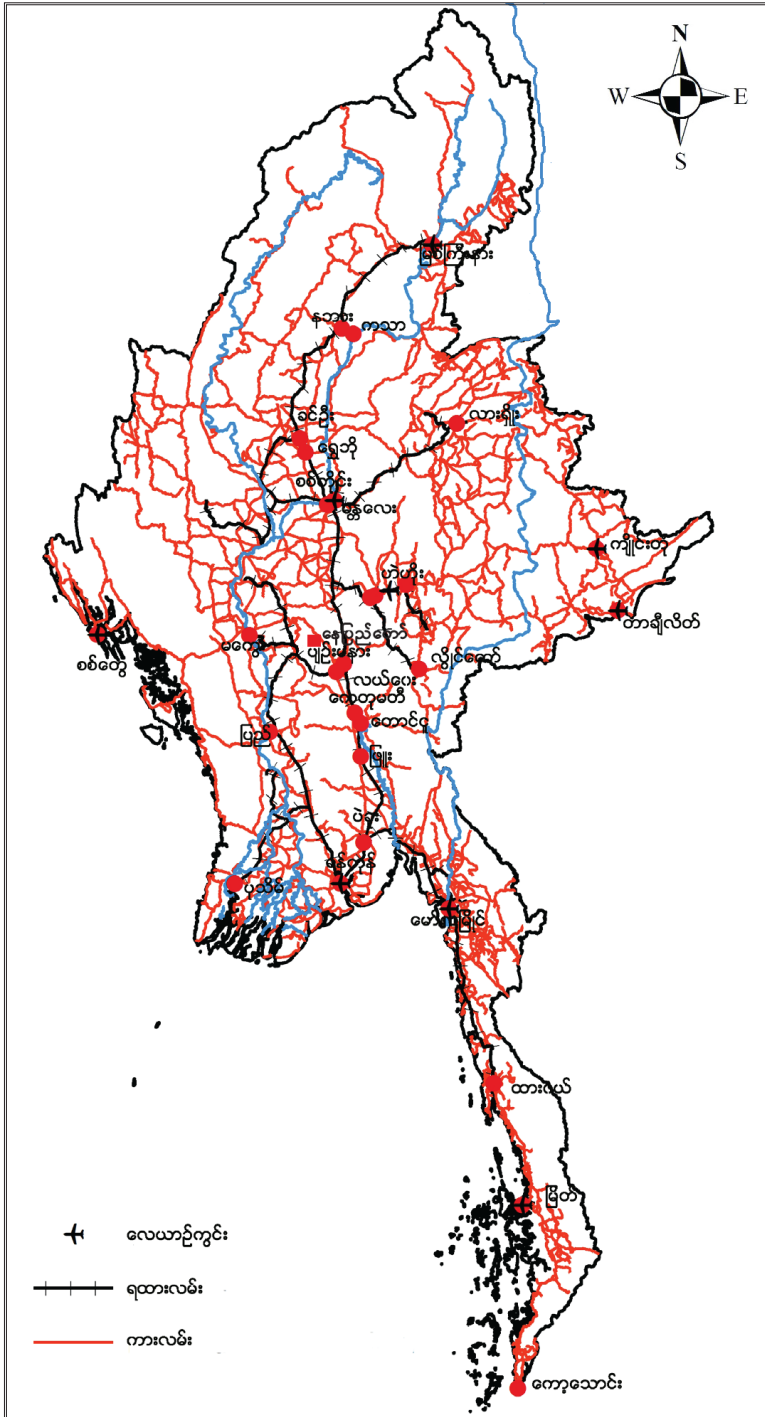 N
W
E
S
မြစ်ကြီးနား
နဘား
ကသာ
လားရှိုး
ခင်ဦး
ရွှေဘို
စစ်ကိုင်း
မန္တလေး
ကျိုင်းတုံ
ဟဲဟိုး
တာချီလိတ်
စစ်တွေ
မကွေး
နေပြည်တော်
ပျဉ်းမနား
လွိုင်ကော်
လယ်ဝေး
ကေတုမတီ
တောင်ငူ
ပြည်
ဖြူး
ပဲခူး
ရန်ကုန်
ပုသိမ်
မော်လမြိုင်
ထားဝယ်
မြိတ်
လေယာဉ်ကွင်း
ရထားလမ်း
ကားလမ်း
ကော့သောင်း